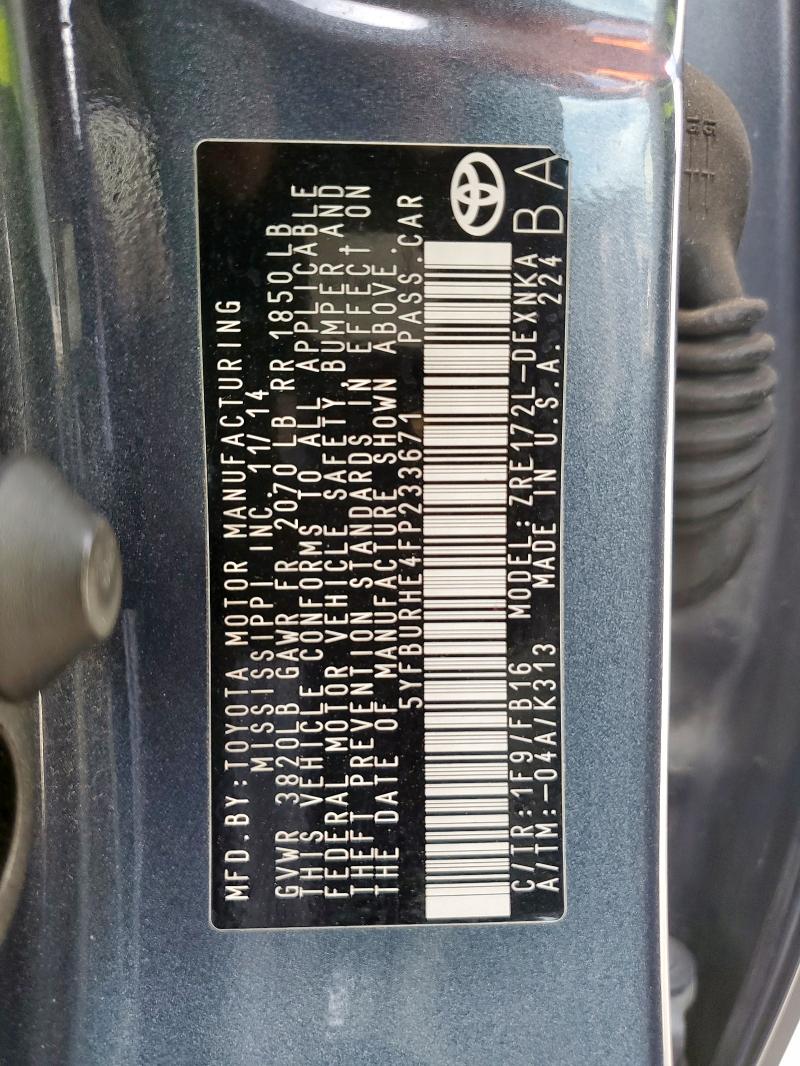 MFD.BY:TOYOTA MOTOR MANUFACTURING
MISSISSIPPI INC. 11/14
GVWR 3820LB GAWR FR 2070 LB RR 1850 LB
THIS VEHICLE CONFORMS TO ALL APPLICABLE
FEDERAL MOTOR VEHICLE SAFETY, BUMPER AND
THEFT PREVENTION STANDARDS IN EFFECT ON
THE DATE OF MANUFACTURE SHOWN ABOVE.
5YFBURHE4FP233671 PASS.CAR
C/TR:1F9/FB16 MODEL:ZRE172L-DEXNKA
A/TM:-04A/K313 MADE IN U.S.A. 224
BA